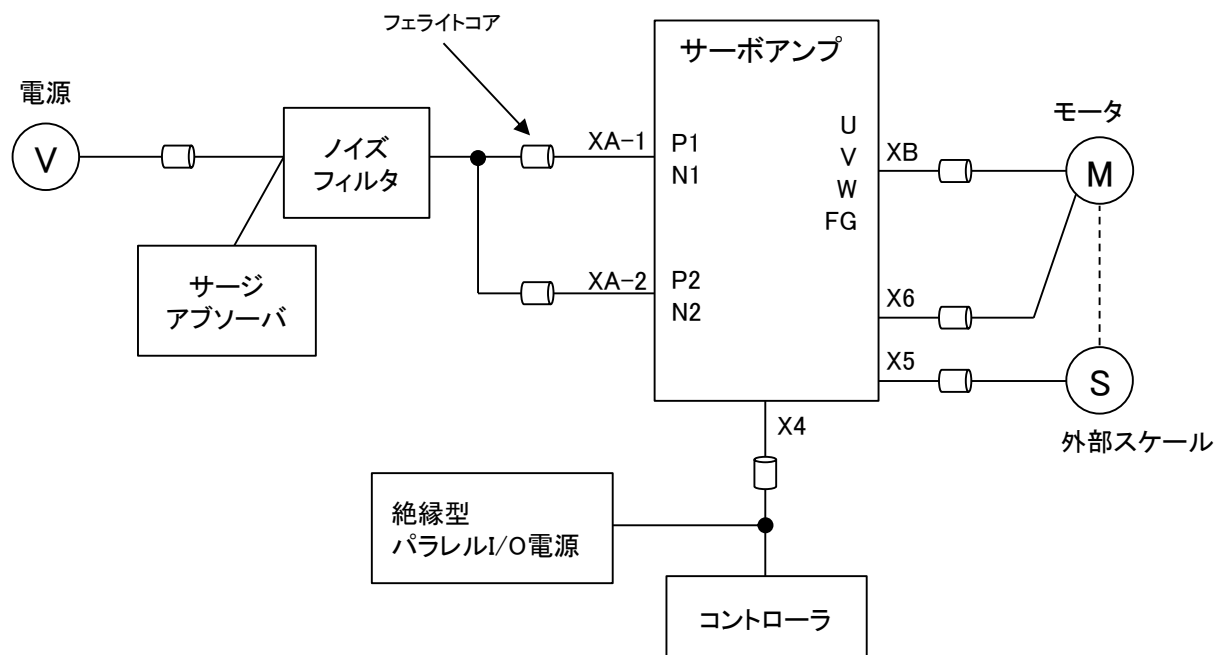 フェライトコア
サーボアンプ
電源
V
ノイズ
フィルタ
サージ
アブソーバ
XA-1
P1
N1
XA-2
P2
N2
U
V
W
FG
XB
X6
X5
モータ
M
S
外部スケール
X4
絶縁型
パラレルI/O電源
コントローラ